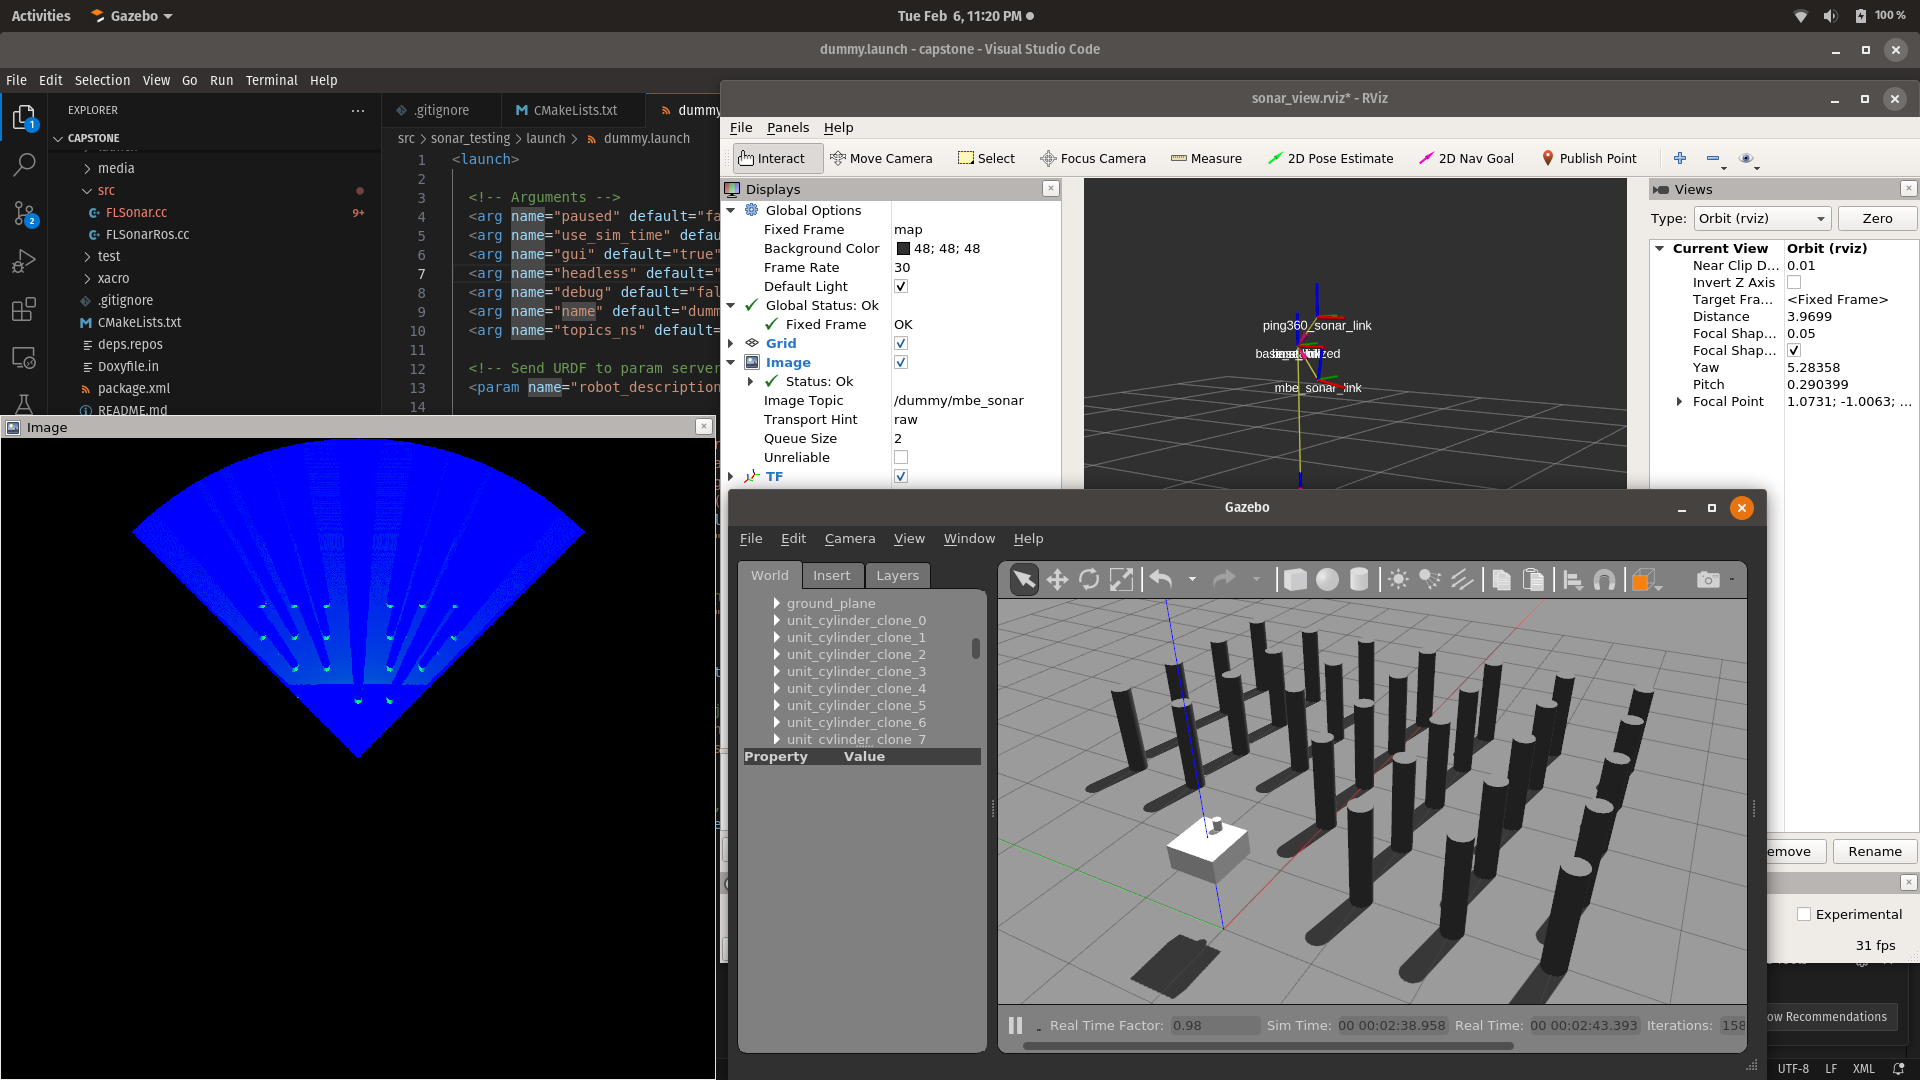 Activities
Gazebo
Tue Feb 6, 11:20 PM
100 %
dummy.launch - capstone - Visual Studio Code
File Edit Selection View Go Run Terminal Help
EXPLORER
CAPSTONE
media
src
FLSonar.cc 9+
FLSonarRos.cc
test
xacro
.gitignore
CMakeLists.txt
deps.repos
Doxyfile.in
package.xml
README.md
1
2
.gitignore
CMakeLists.txt
dummy
src > sonar_testing > launch > dummy.launch
1 <launch>
2
3 <!-- Arguments -->
4 <arg name="paused" default="fa
5 <arg name="use_sim_time" defau
6 <arg name="gui" default="true"
7 <arg name="headless" default="
8 <arg name="debug" default="fal
9 <arg name="name" default="dumm
10 <arg name="topics_ns" default=
11
12 <!-- Send URDF to param server
13 <param name="robot_description
14
sonar_view.rviz* - RViz
File Panels Help
Interact Move Camera Select Focus Camera Measure 2D Pose Estimate 2D Nav Goal Publish Point
Displays
Global Options
Fixed Frame map
Background Color 48; 48; 48
Frame Rate 30
Default Light
Global Status: Ok
Fixed Frame OK
Grid
Image
Status: Ok
Image Topic /dummy/mbe_sonar
Transport Hint raw
Queue Size 2
Unreliable
TF
ping360_sonar_link
mbe_sonar_link
Views
Type: Orbit (rviz) Zero
Current View Orbit (rviz)
Near Clip D... 0.01
Invert Z Axis
Target Fra... <Fixed Frame>
Distance 3.9699
Focal Shap... 0.05
Focal Shap...
Yaw 5.28358
Pitch 0.290399
Focal Point 1.0731; -1.0063; ...
emove Rename
Experimental
31 fps
ow Recommendations
UTF-8 LF XML
Image
Gazebo
File Edit Camera View Window Help
World Insert Layers
ground_plane
unit_cylinder_clone_0
unit_cylinder_clone_1
unit_cylinder_clone_2
unit_cylinder_clone_3
unit_cylinder_clone_4
unit_cylinder_clone_5
unit_cylinder_clone_6
unit_cylinder_clone_7
Property Value
Real Time Factor: 0.98 Sim Time: 00 00:02:38.958 Real Time: 00 00:02:43.393 Iterations: 158